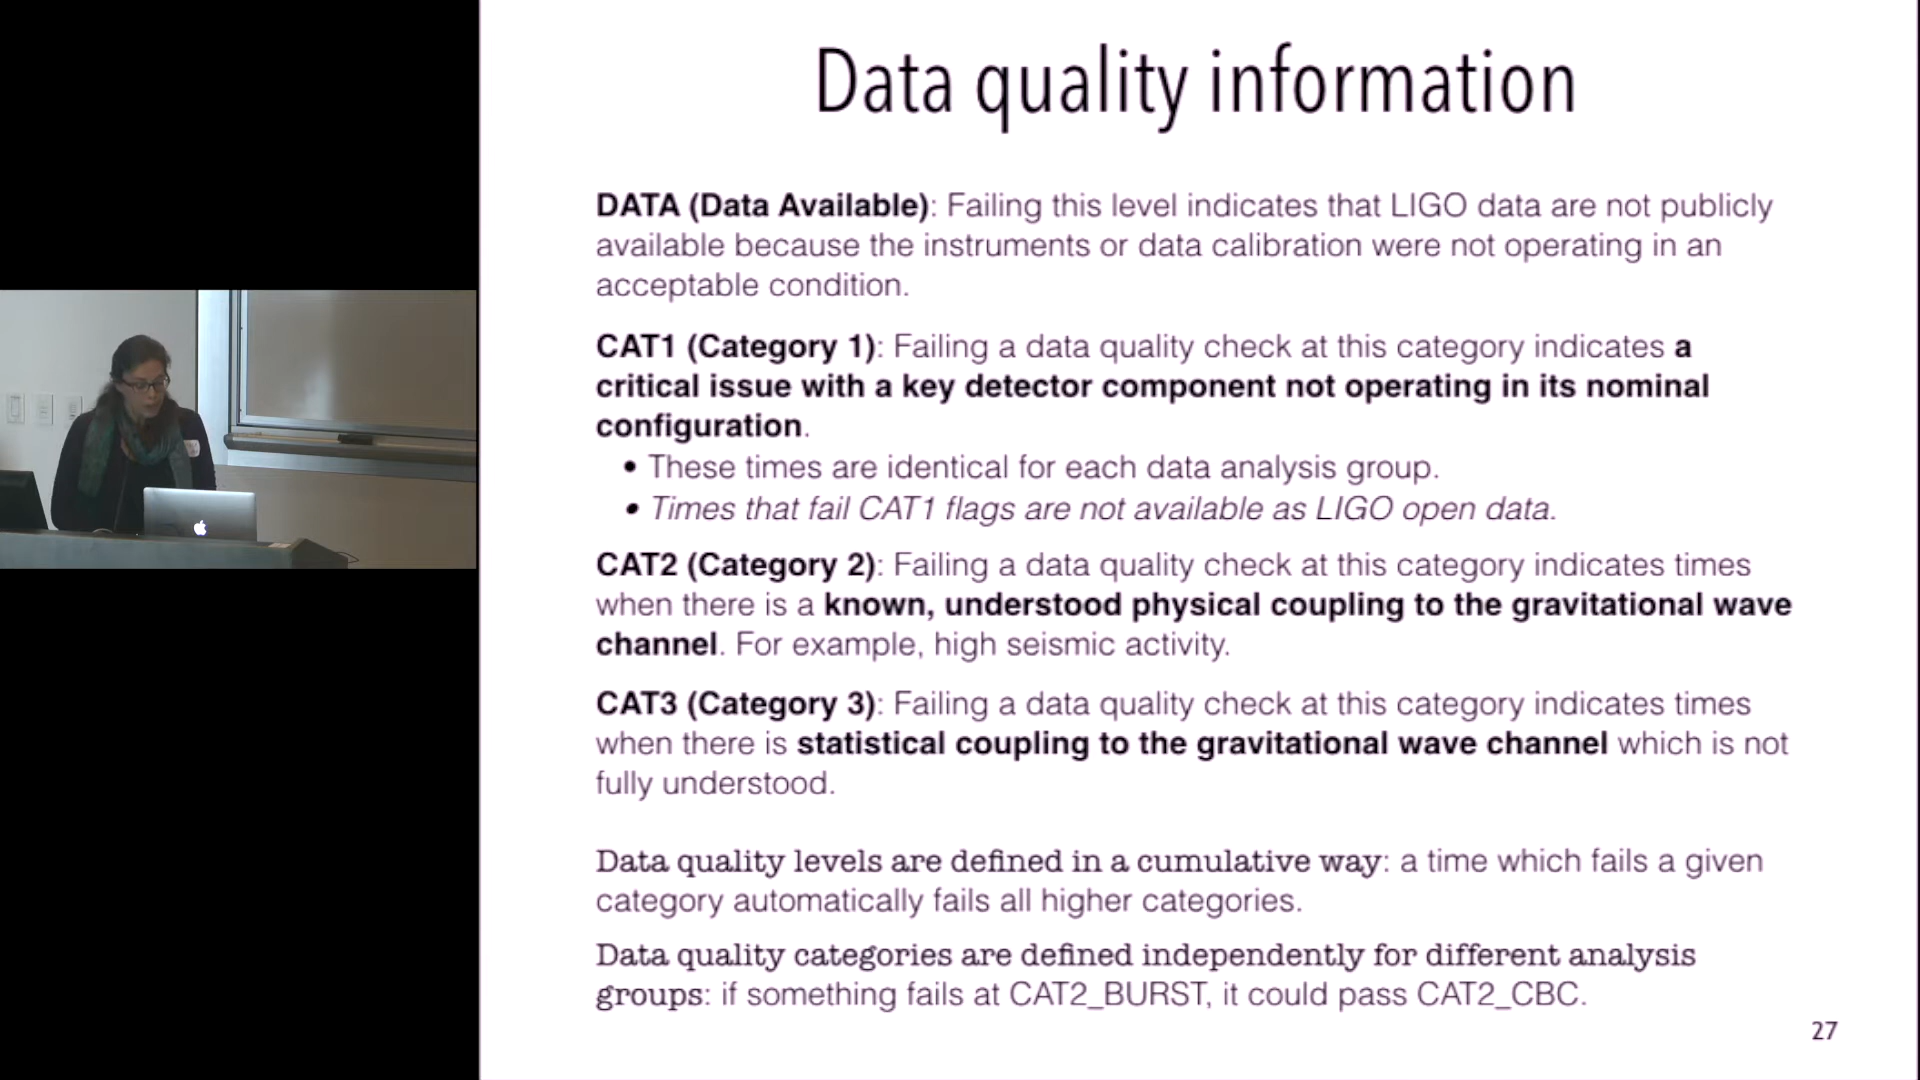 Data quality information
DATA (Data Available): Failing this level indicates that LIGO data are not publicly
available because the instruments or data calibration were not operating in an
acceptable condition.
CAT1 (Category 1): Failing a data quality check at this category indicates a
critical issue with a key detector component not operating in its nominal
configuration.
• These times are identical for each data analysis group.
• Times that fail CAT1 flags are not available as LIGO open data.
CAT2 (Category 2): Failing a data quality check at this category indicates times
when there is a known, understood physical coupling to the gravitational wave
channel. For example, high seismic activity.
CAT3 (Category 3): Failing a data quality check at this category indicates times
when there is statistical coupling to the gravitational wave channel which is not
fully understood.
Data quality levels are defined in a cumulative way: a time which fails a given
category automatically fails all higher categories.
Data quality categories are defined independently for different analysis
groups: if something fails at CAT2_BURST, it could pass CAT2_CBC.
27